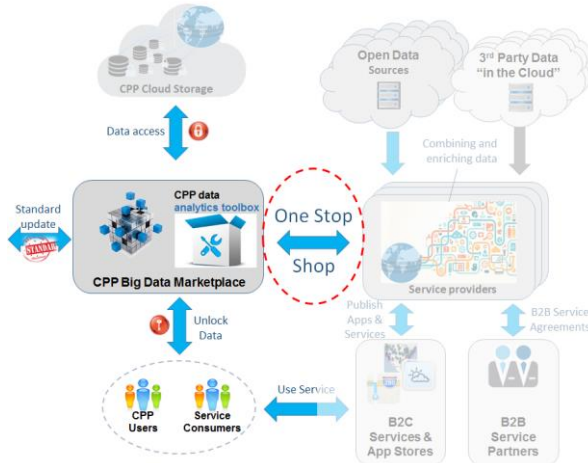 CPP Cloud Storage
Open Data
Sources
3rd Party Data
"in the Cloud"
Data access
Combining and
enriching data
Standard
update
STANDAR
CPP data
analytics toolbox
CPP Big Data Marketplace
One Stop
Shop
Service providers
Unlock
Data
Publish
Apps &
Services
B2B Service
Agreements
CPP
Users
Service
Consumers
Use Service
B2C
Services &
App Stores
B2B
Service
Partners